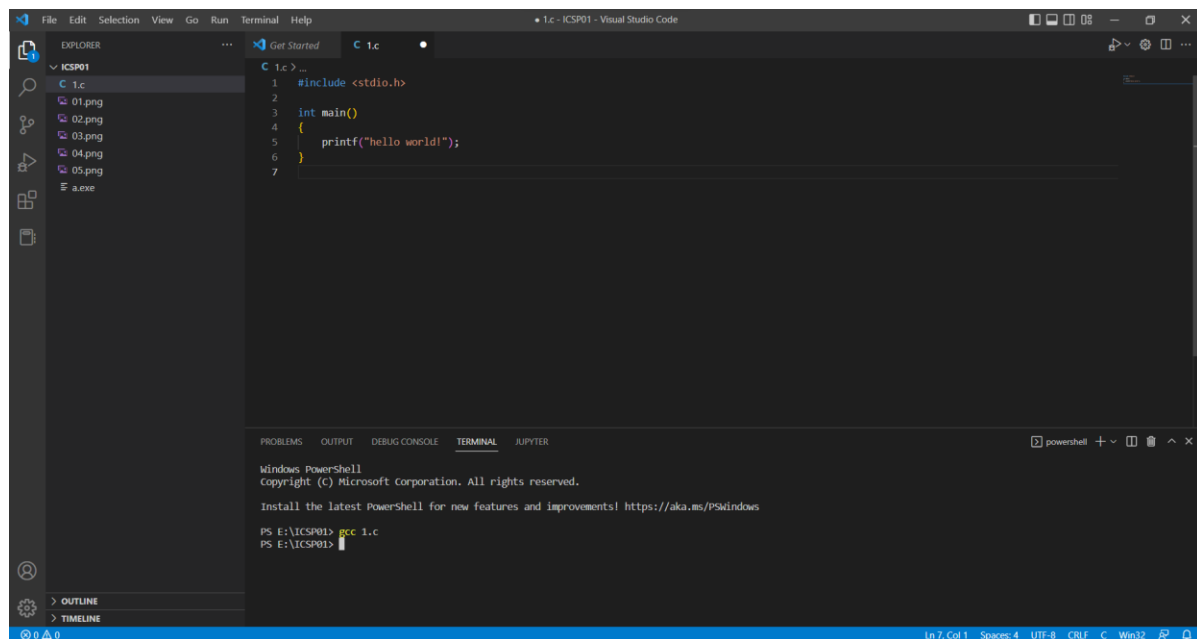 File Edit Selection View Go Run Terminal Help
● 1.c - ICSP01 - Visual Studio Code
EXPLORER
Get Started
C 1.c
ICSP01
C 1.c
01.png
02.png
03.png
04.png
05.png
a.exe
C 1.c > ...
1 #include <stdio.h>
2
3 int main()
4 {
5 printf("hello world!");
6 }
7
PROBLEMS OUTPUT DEBUG CONSOLE TERMINAL JUPYTER
powershell
Windows PowerShell
Copyright (C) Microsoft Corporation. All rights reserved.
Install the latest PowerShell for new features and improvements! https://aka.ms/PSWindows
PS E:\ICSP01> gcc 1.c
PS E:\ICSP01>
1
OUTLINE
TIMELINE
0 0
Ln 7, Col 1 Spaces: 4 UTF-8 CRLF C Win32